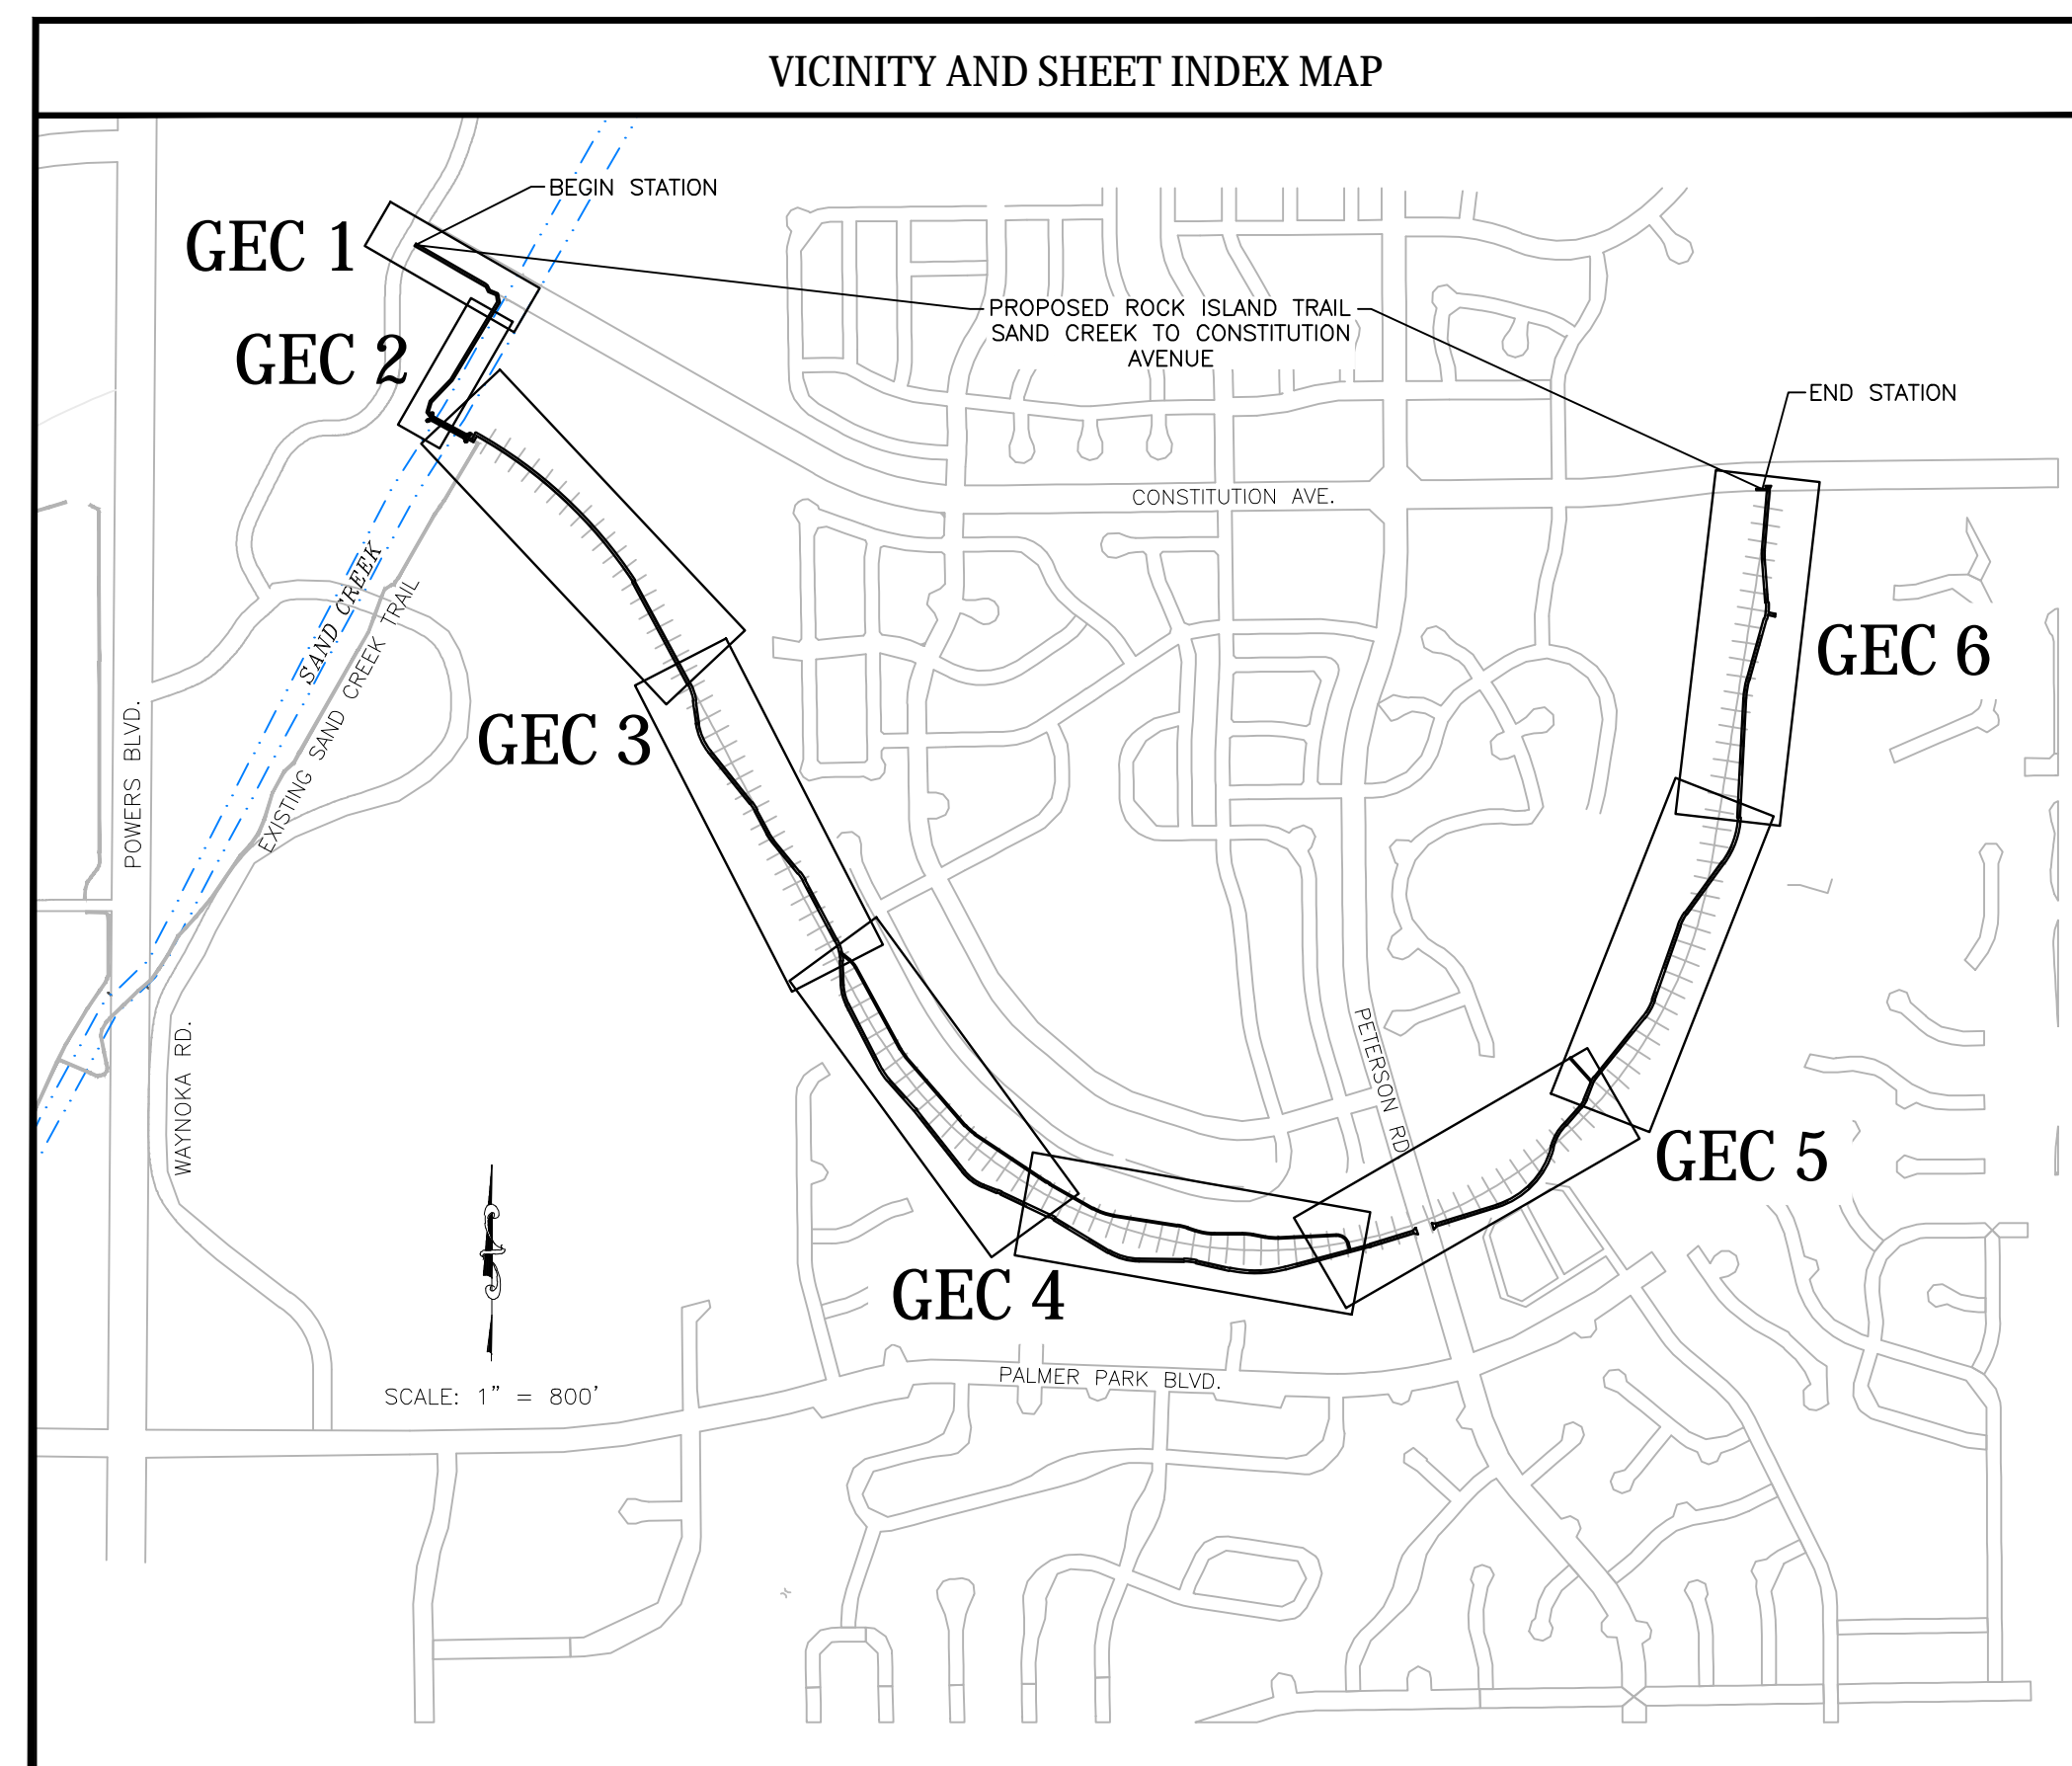 VICINITY AND SHEET INDEX MAP
BEGIN STATION
GEC 1
PROPOSED ROCK ISLAND TRAIL
SAND CREEK TO CONSTITUTION
AVENUE
GEC 2
END STATION
CONSTITUTION AVE.
SAND CREEK
EXISTING SAND CREEK TRAIL
GEC 6
GEC 3
POWERS BLVD.
PETERSON RD
WAYNOKA RD.
GEC 5
GEC 4
PALMER PARK BLVD.
SCALE: 1" = 800'